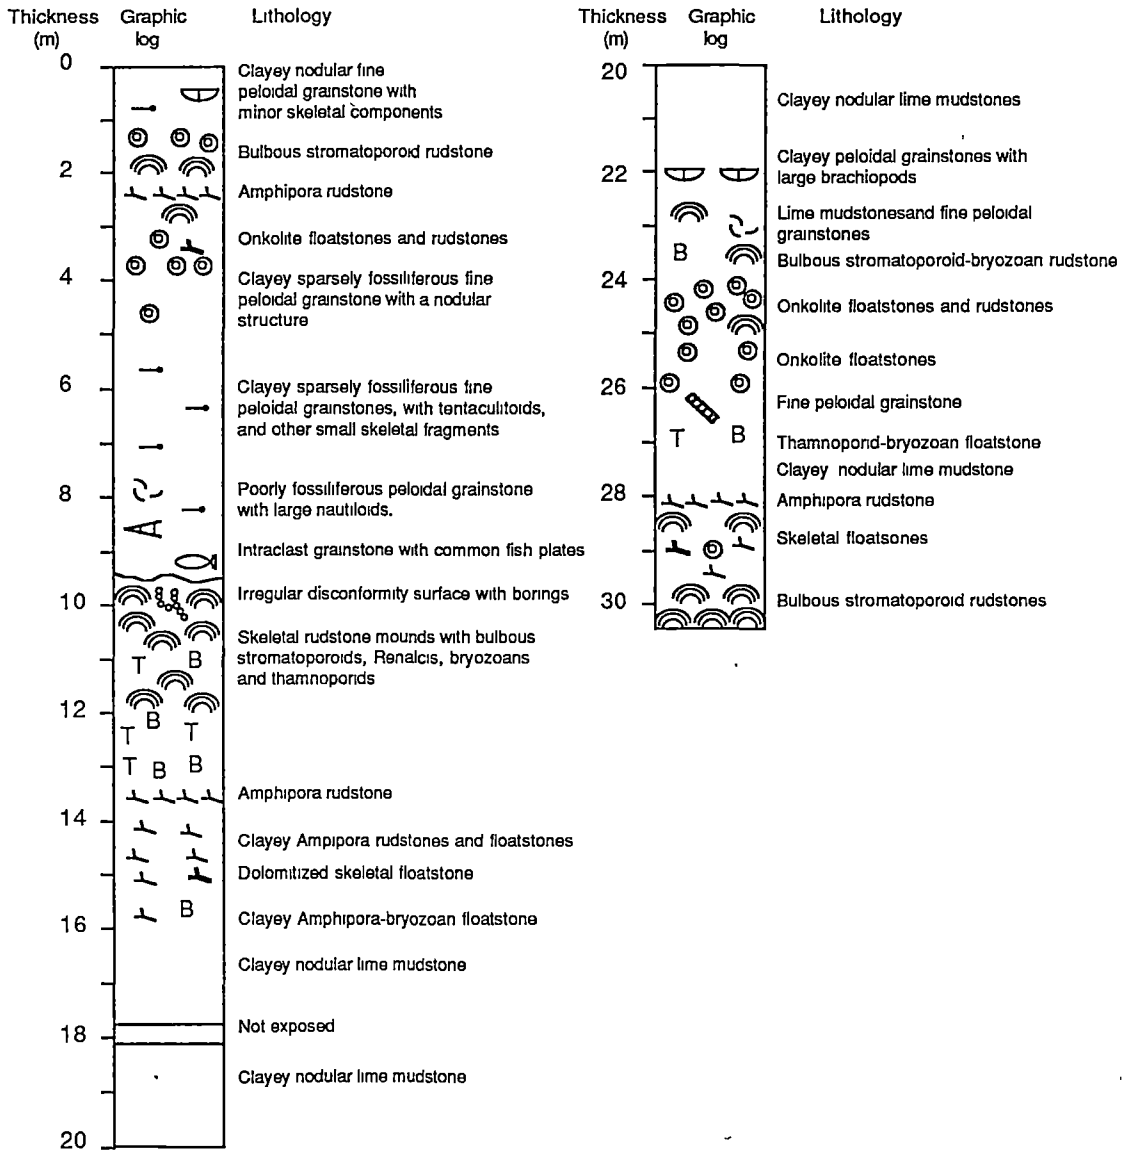 Thickness
(m)
Graphic
log
Lithology
0
Clayey nodular fine
peloidal grainstone with
minor skeletal components
Bulbous stromatoporoid rudstone
2
Amphipora rudstone
Onkolite floatstones and rudstones
4
Clayey sparsely fossiliferous fine
peloidal grainstone with a nodular
structure
6
Clayey sparsely fossiliferous fine
peloidal grainstones, with tentaculitoids,
and other small skeletal fragments
8
Poorly fossiliferous peloidal grainstone
with large nautiloids.
Intraclast grainstone with common fish plates
10
Irregular disconformity surface with borings
Skeletal rudstone mounds with bulbous
stromatoporoids, Renalcis, bryozoans
and thamnoporids
T B
12
B
T T
T B B
Amphipora rudstone
14
Clayey Ampipora rudstones and floatstones
Dolomitized skeletal floatstone
B
16
Clayey Amphipora-bryozoan floatstone
Clayey nodular lime mudstone
18
Not exposed
Clayey nodular lime mudstone
20
Thickness
(m)
Graphic
log
Lithology
20
Clayey nodular lime mudstones
22
Clayey peloidal grainstones with
large brachiopods
Lime mudstonesand fine peloidal
grainstones
B
Bulbous stromatoporoid-bryozoan rudstone
24
Onkolite floatstones and rudstones
Onkolite floatstones
26
Fine peloidal grainstone
T B
Thamnopond-bryozoan floatstone
Clayey nodular lime mudstone
28
Amphipora rudstone
Skeletal floatsones
30
Bulbous stromatoporoid rudstones